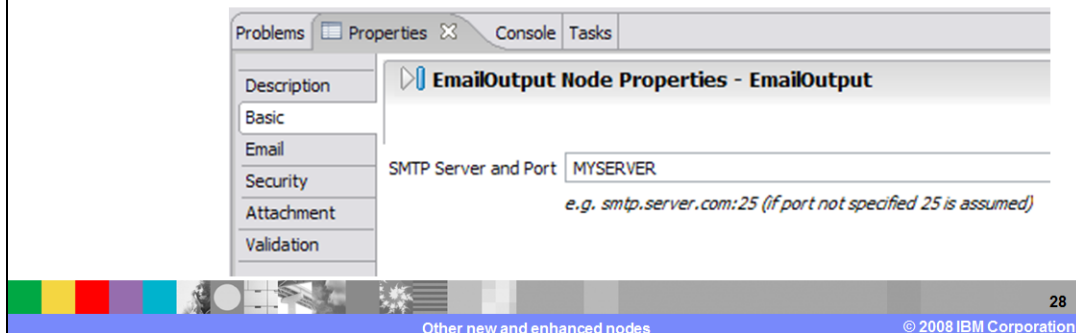 Problems Properties Console Tasks
EmailOutput Node Properties - EmailOutput
Description
Basic
Email
Security
Attachment
Validation
SMTP Server and Port MYSERVER
e.g. smtp.server.com:25 (if port not specified 25 is assumed)
28
Other new and enhanced nodes
© 2008 IBM Corporation